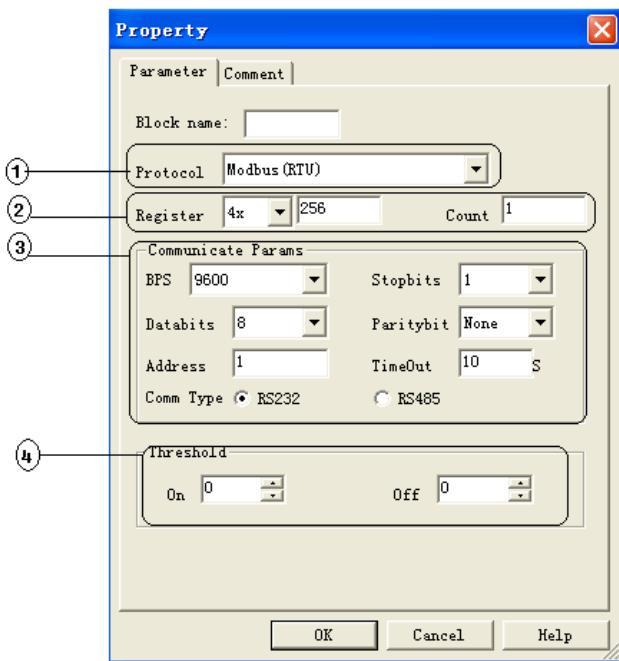 Property
Parameter Comment
Block name:
① Protocol Modbus(RTU)
② Register 4x 256 Count 1
③ Communicate Params
BPS 9600 Stopbits 1
Databits 8 Paritybit None
Address 1 TimeOut 10 S
Comm Type RS232 RS485
④ Threshold
On 0 Off 0
OK Cancel Help